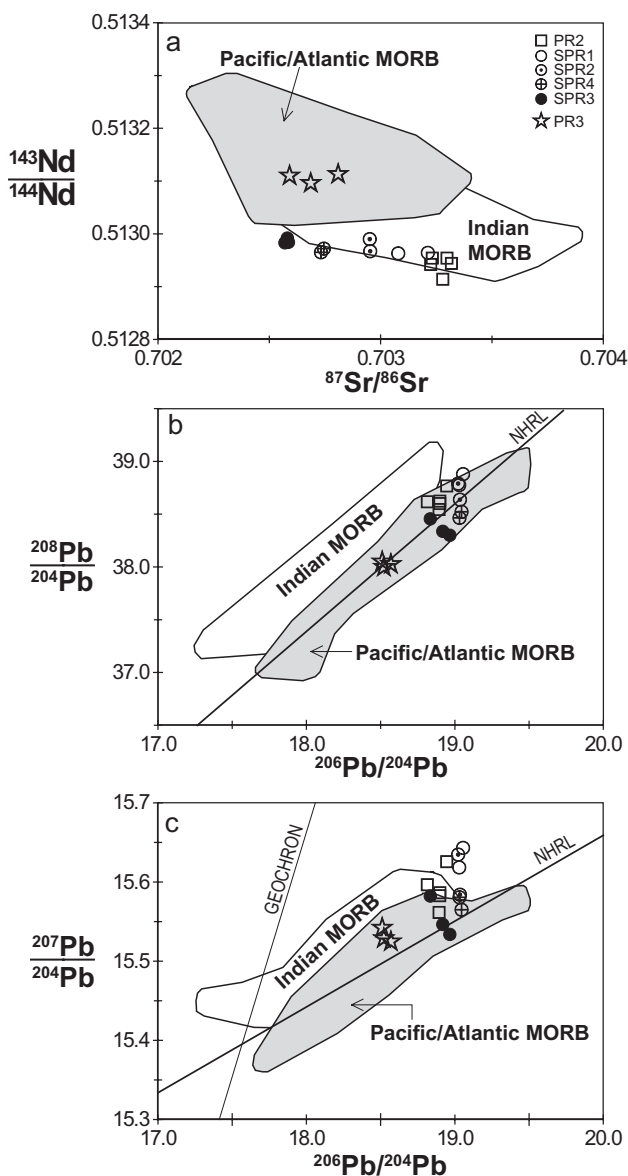 a
0.5134
0.5132
0.5130
0.5128
¹⁴³Nd
¹⁴⁴Nd
Pacific/Atlantic MORB
Indian
MORB
PR2
SPR1
SPR2
SPR4
SPR3
PR3
0.702
0.703
0.704
⁸⁷Sr/⁸⁶Sr
b
39.0
38.0
37.0
²⁰⁸Pb
²⁰⁴Pb
NHRL
Indian MORB
Pacific/Atlantic MORB
17.0
18.0
19.0
20.0
²⁰⁶Pb/²⁰⁴Pb
c
15.7
15.6
15.5
15.4
15.3
²⁰⁷Pb
²⁰⁴Pb
GEOCHRON
NHRL
Indian MORB
Pacific/Atlantic MORB
17.0
18.0
19.0
20.0
²⁰⁶Pb/²⁰⁴Pb